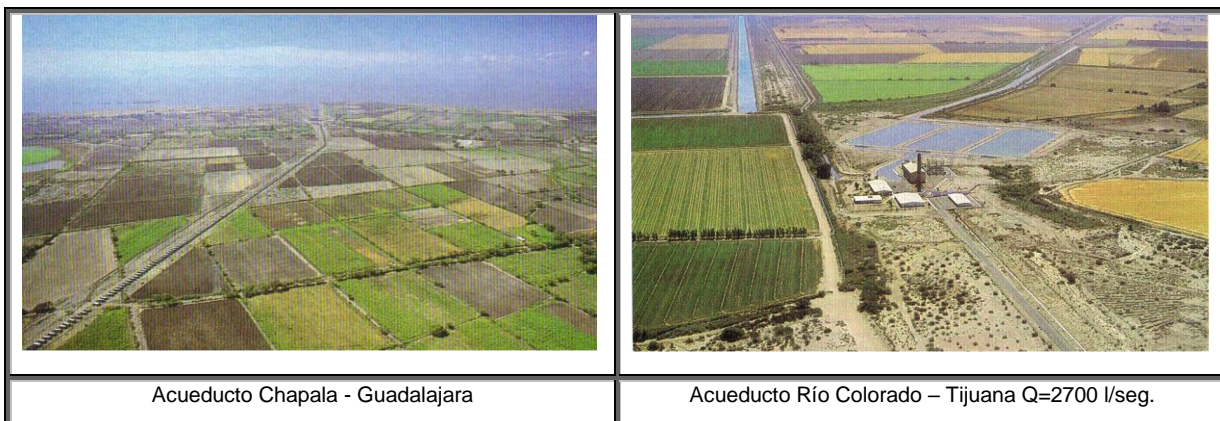 Acueducto Chapala - Guadalajara
Acueducto Río Colorado – Tijuana Q=2700 l/seg.